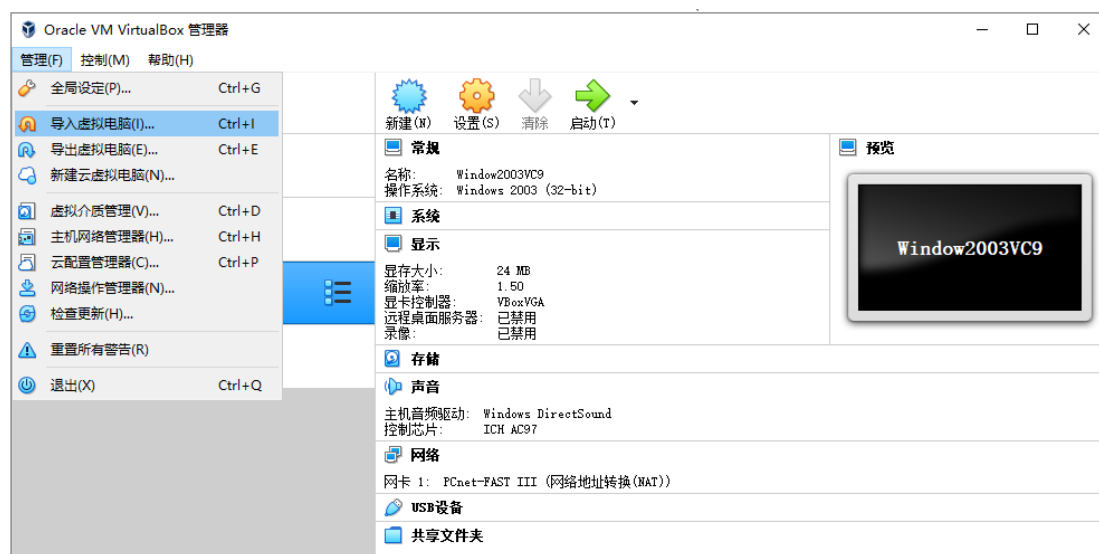 Oracle VM VirtualBox 管理器
管理(F) 控制(M) 帮助(H)
全局设定(P)... Ctrl+G
导入虚拟电脑(I)... Ctrl+I
导出虚拟电脑(E)... Ctrl+E
新建云虚拟电脑(N)...
虚拟介质管理(V)... Ctrl+D
主机网络管理器(H)... Ctrl+H
云配置管理器(C)... Ctrl+P
网络操作管理器(N)...
检查更新(H)...
重置所有警告(R)
退出(X) Ctrl+Q
新建(N) 设置(S) 清除 启动(T)
常规
名称: Window2003VC9
操作系统: Windows 2003 (32-bit)
系统
显示
显存大小: 24 MB
缩放率: 1.50
显卡控制器: VBoxVGA
远程桌面服务器: 已禁用
录像: 已禁用
存储
声音
主机音频驱动: Windows DirectSound
控制芯片: ICH AC97
网络
网卡 1: PCnet-FAST III (网络地址转换(NAT))
USB设备
共享文件夹
预览
Window2003VC9